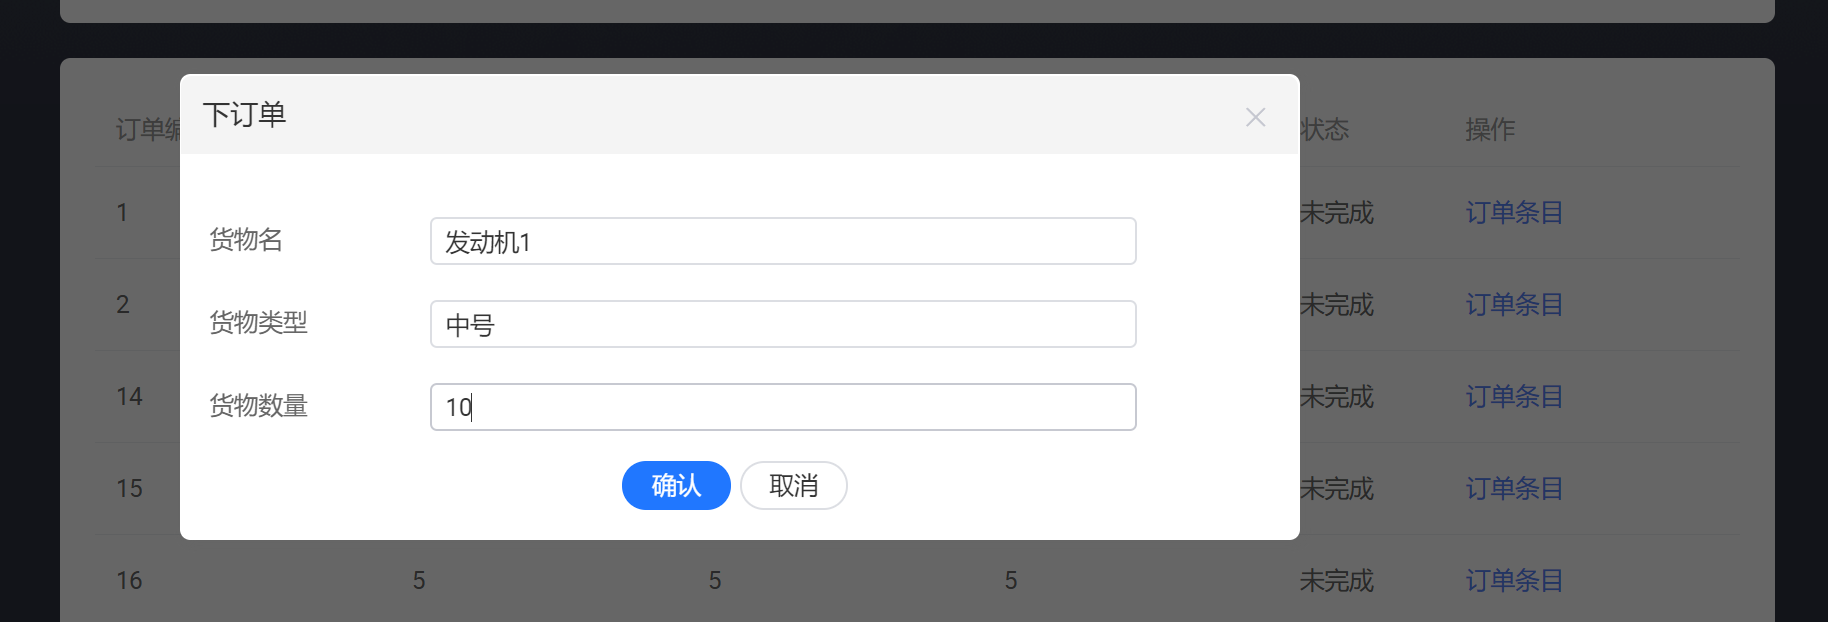 下订单
订单编
状态
操作
货物名
发动机1
1
未完成
订单条目
货物类型
中号
2
未完成
订单条目
货物数量
10
14
未完成
订单条目
确认
取消
15
未完成
订单条目
16
5
5
5
未完成
订单条目